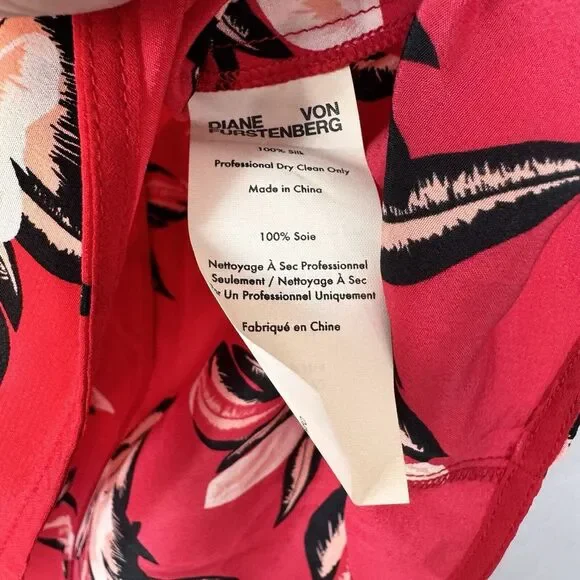 DIANE VON
FURSTENBERG
100% Silk
Professional Dry Clean Only
Made in China
100% Soie
Nettoyage À Sec Professionnel
Seulement / Nettoyage À Sec
Par Un Professionnel Uniquement
Fabriqué en Chine